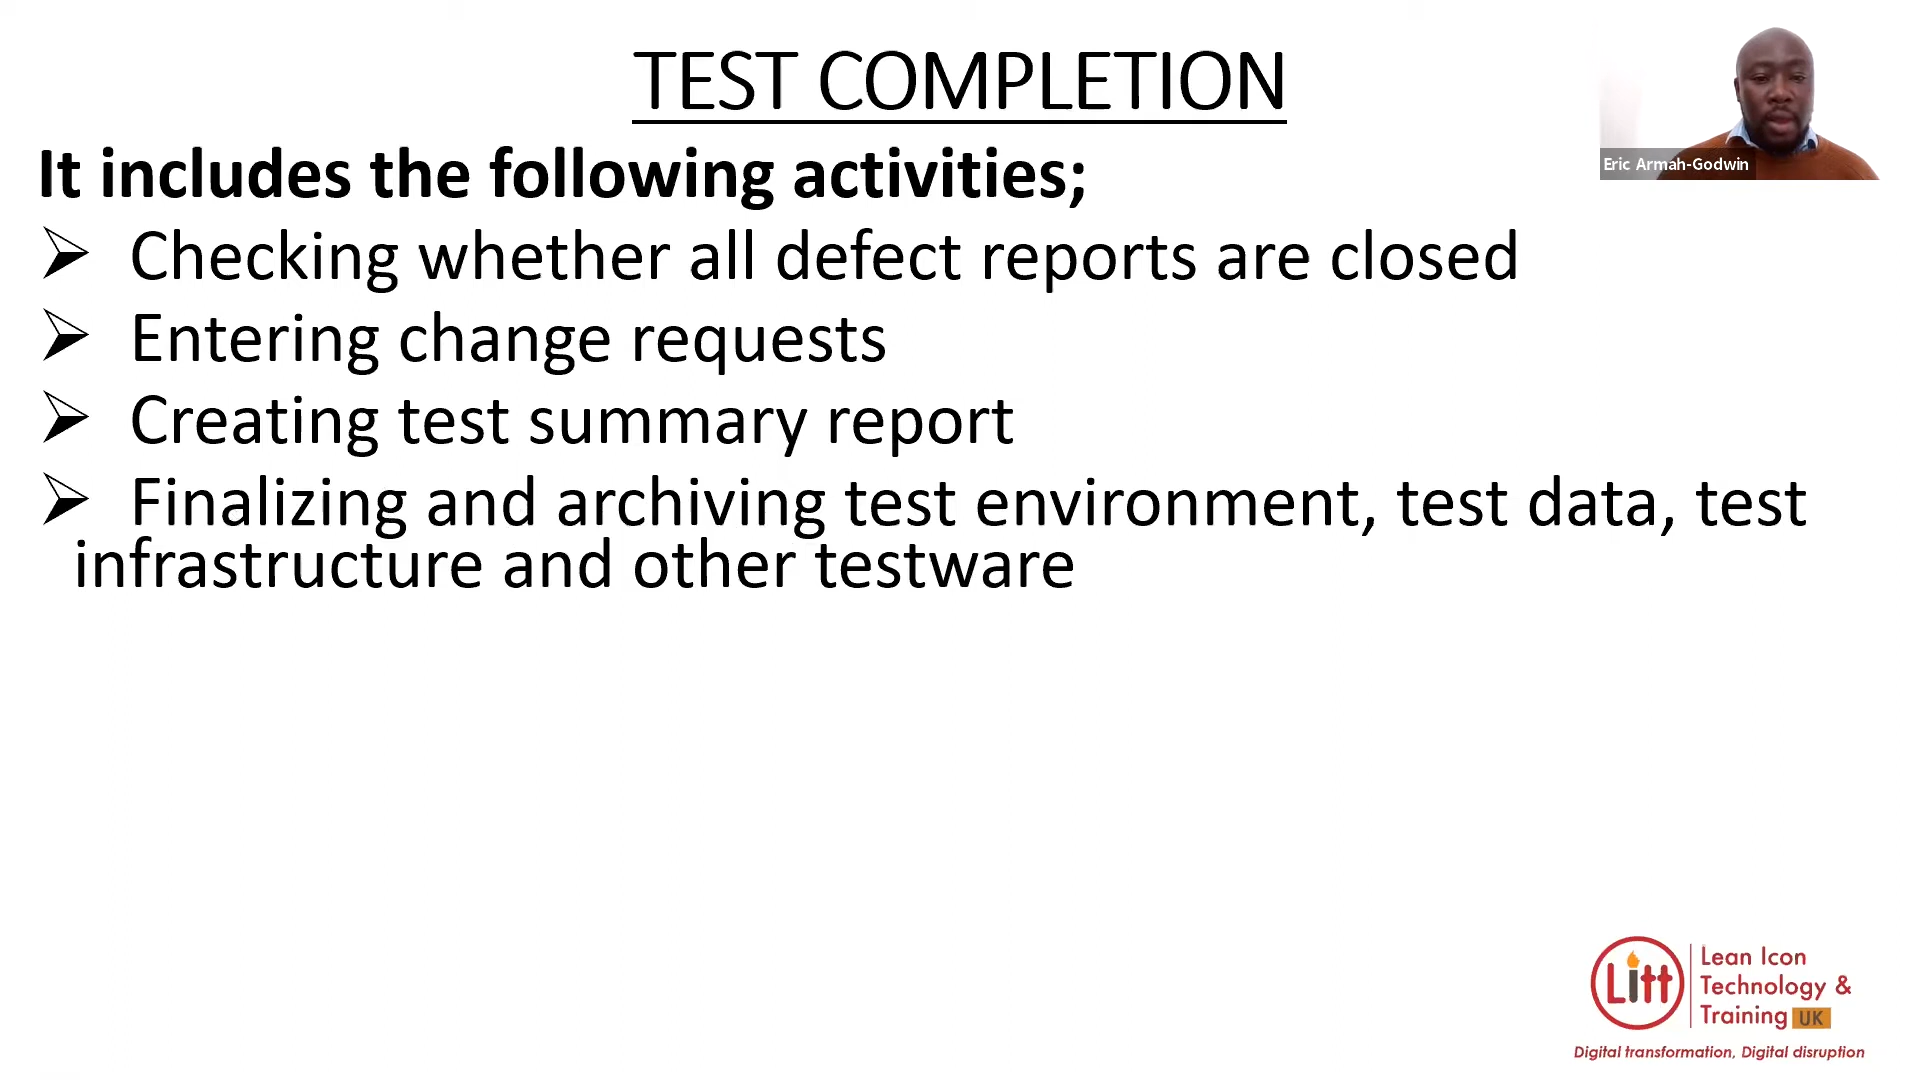 TEST COMPLETION
It includes the following activities;
➢ Checking whether all defect reports are closed
➢ Entering change requests
➢ Creating test summary report
➢ Finalizing and archiving test environment, test data, test
infrastructure and other testware
Eric Armah-Godwin
Litt
Lean Icon
Technology &
Training UK
Digital transformation, Digital disruption